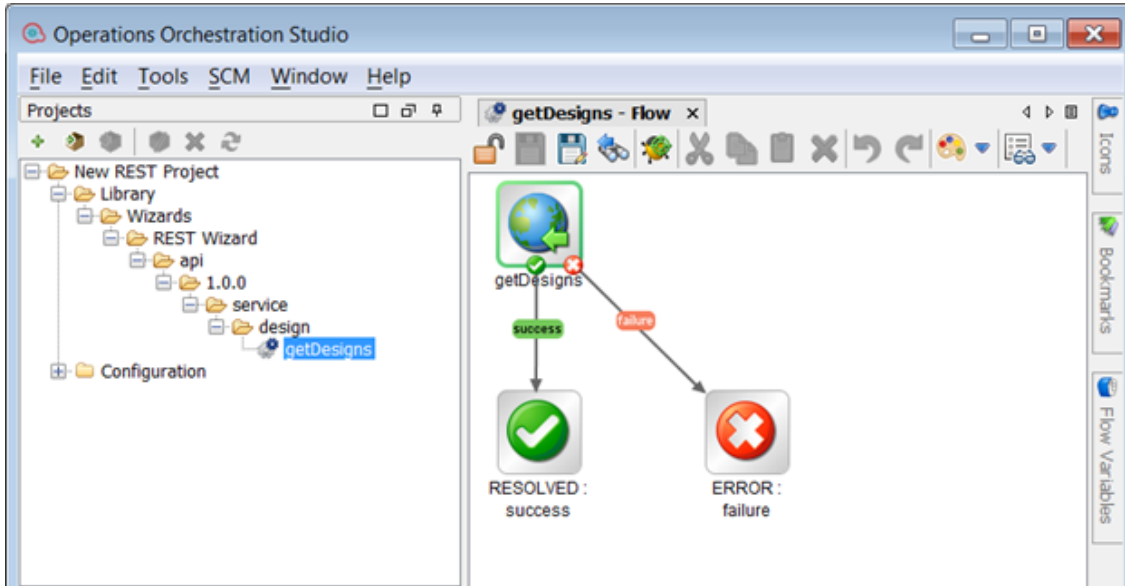 Operations Orchestration Studio
File Edit Tools SCM Window Help
Projects
New REST Project
Library
Wizards
REST Wizard
api
1.0.0
service
design
getDesigns
Configuration
getDesigns - Flow x
getDesigns
success
failure
RESOLVED :
success
ERROR :
failure
Icons
Bookmarks
Flow Variables